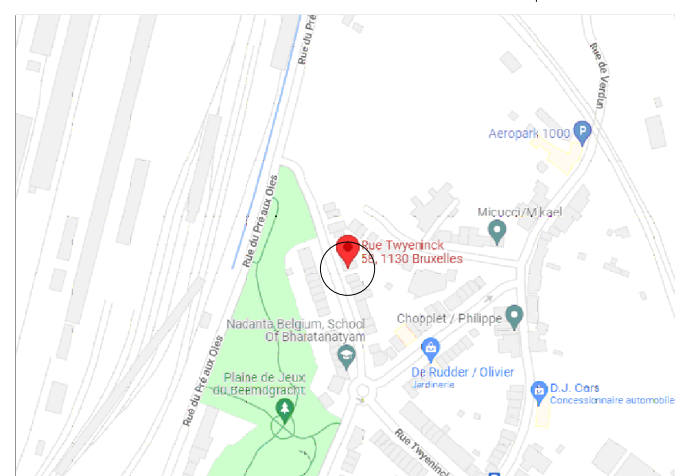 Rue du Pré
Rue de Verdun
Aeropark 1000
P
Rue du Pré aux Oies
Micucci/Mikael
Rue Twyeninck
58, 1130 Bruxelles
Nadanta Belgium, School
Of Bharatanatyam
Chopplet / Philippe
Rue du Pré aux Oies
De Rudder / Olivier
Jardinerie
Plaine de Jeux
du Beemdgracht
D.J. Cars
Concessionnaire automobile
Rue Twyeninck